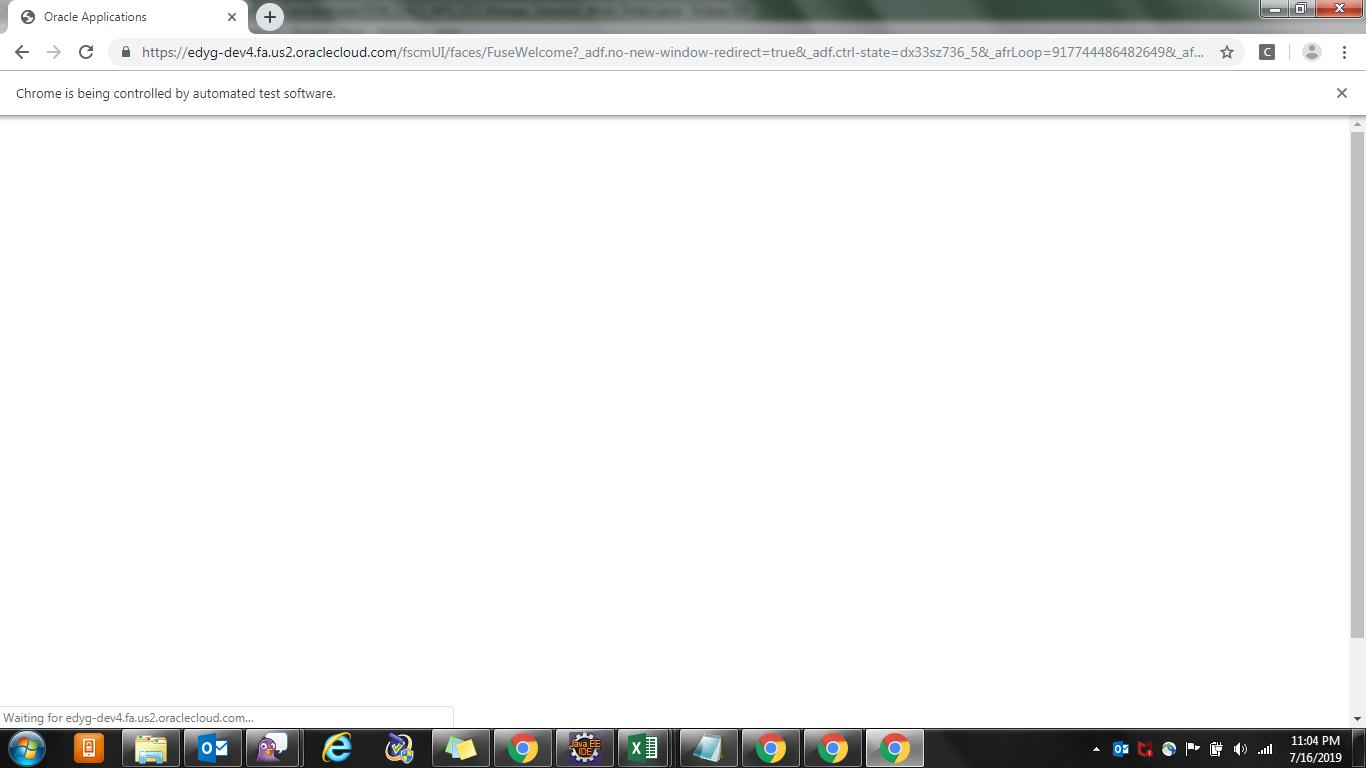 Oracle Applications
https://edyg-dev4.fa.us2.oraclecloud.com/fscmUI/faces/FuseWelcome?_adf.no-new-window-redirect=true&_adf.ctrl-state=dx33sz736_5&_afrLoop=917744486482649&_af...
C
Chrome is being controlled by automated test software.
Waiting for edyg-dev4.fa.us2.oraclecloud.com...
Java EE
IDE
11:04 PM
7/16/2019